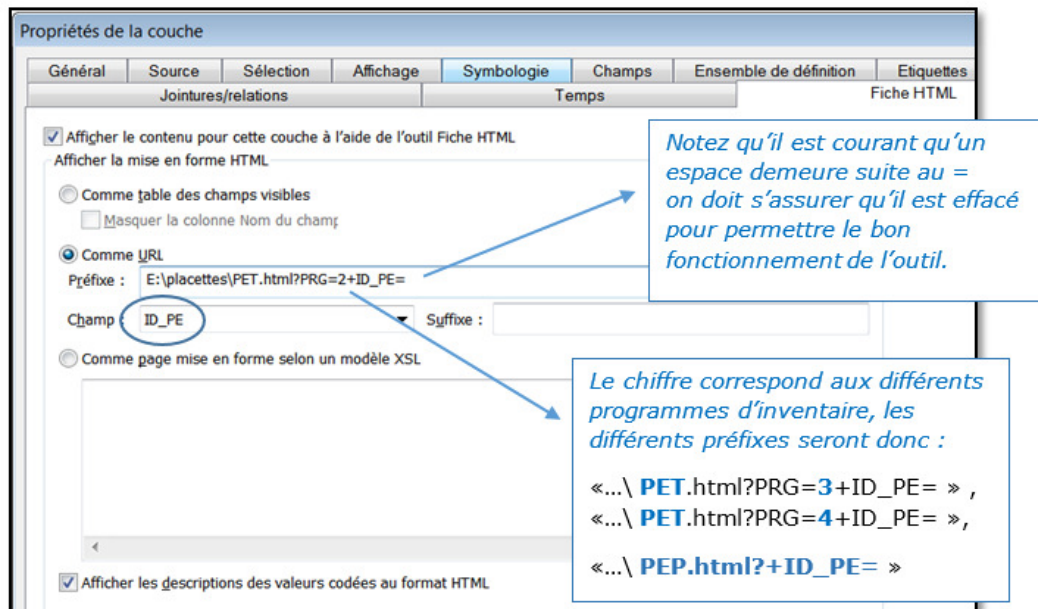 Propriétés de la couche
Général Source Sélection Affichage Symbologie Champs Ensemble de définition Etiquettes
Jointures/relations Temps Fiche HTML
Afficher le contenu pour cette couche à l'aide de l'outil Fiche HTML
Afficher la mise en forme HTML
Comme table des champs visibles
Masquer la colonne Nom du champ
Comme URL
Préfixe : E:\placettes\PET.html?PRG=2+ID_PE=
Champ : ID_PE Suffixe :
Comme page mise en forme selon un modèle XSL
Afficher les descriptions des valeurs codées au format HTML
Notez qu'il est courant qu'un
espace demeure suite au =
on doit s'assurer qu'il est effacé
pour permettre le bon
fonctionnement de l'outil.
Le chiffre correspond aux différents
programmes d'inventaire, les
différents préfixes seront donc :
«...\ PET.html?PRG=3+ID_PE= » ,
«...\ PET.html?PRG=4+ID_PE= »,
«...\ PEP.html?+ID_PE= »